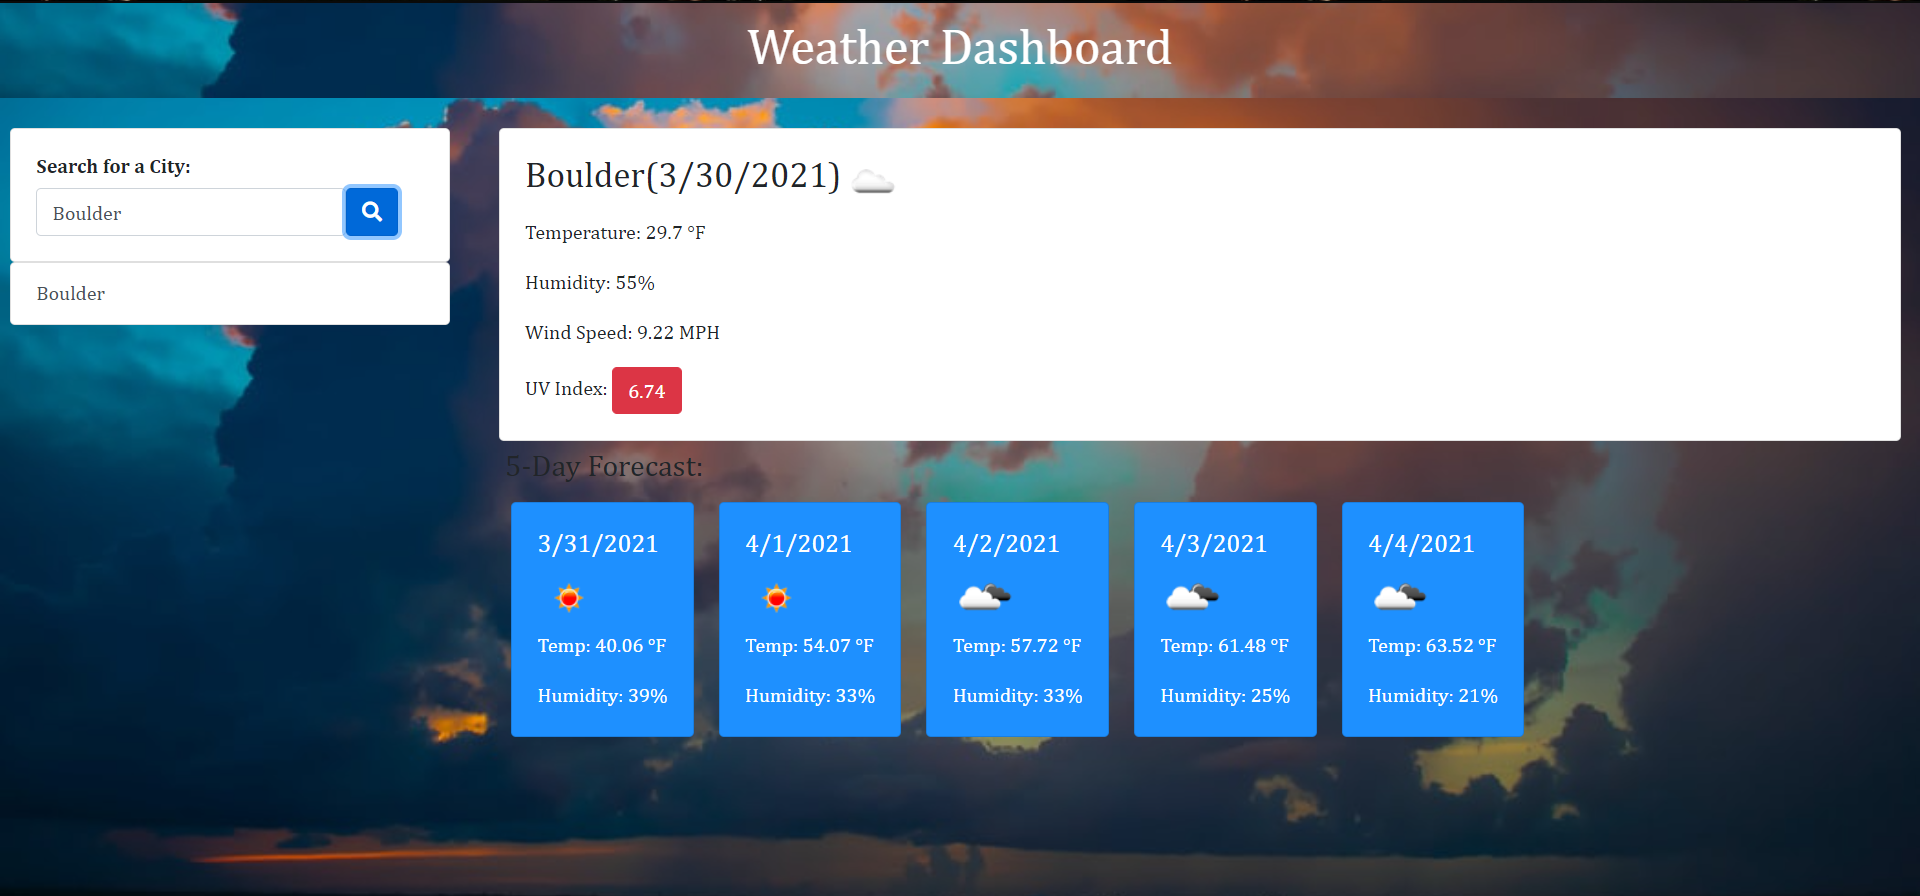 Weather Dashboard
Search for a City:
Boulder
Boulder
Boulder(3/30/2021)
Temperature: 29.7 °F
Humidity: 55%
Wind Speed: 9.22 MPH
UV Index: 6.74
5-Day Forecast:
3/31/2021
Temp: 40.06 °F
Humidity: 39%
4/1/2021
Temp: 54.07 °F
Humidity: 33%
4/2/2021
Temp: 57.72 °F
Humidity: 33%
4/3/2021
Temp: 61.48 °F
Humidity: 25%
4/4/2021
Temp: 63.52 °F
Humidity: 21%